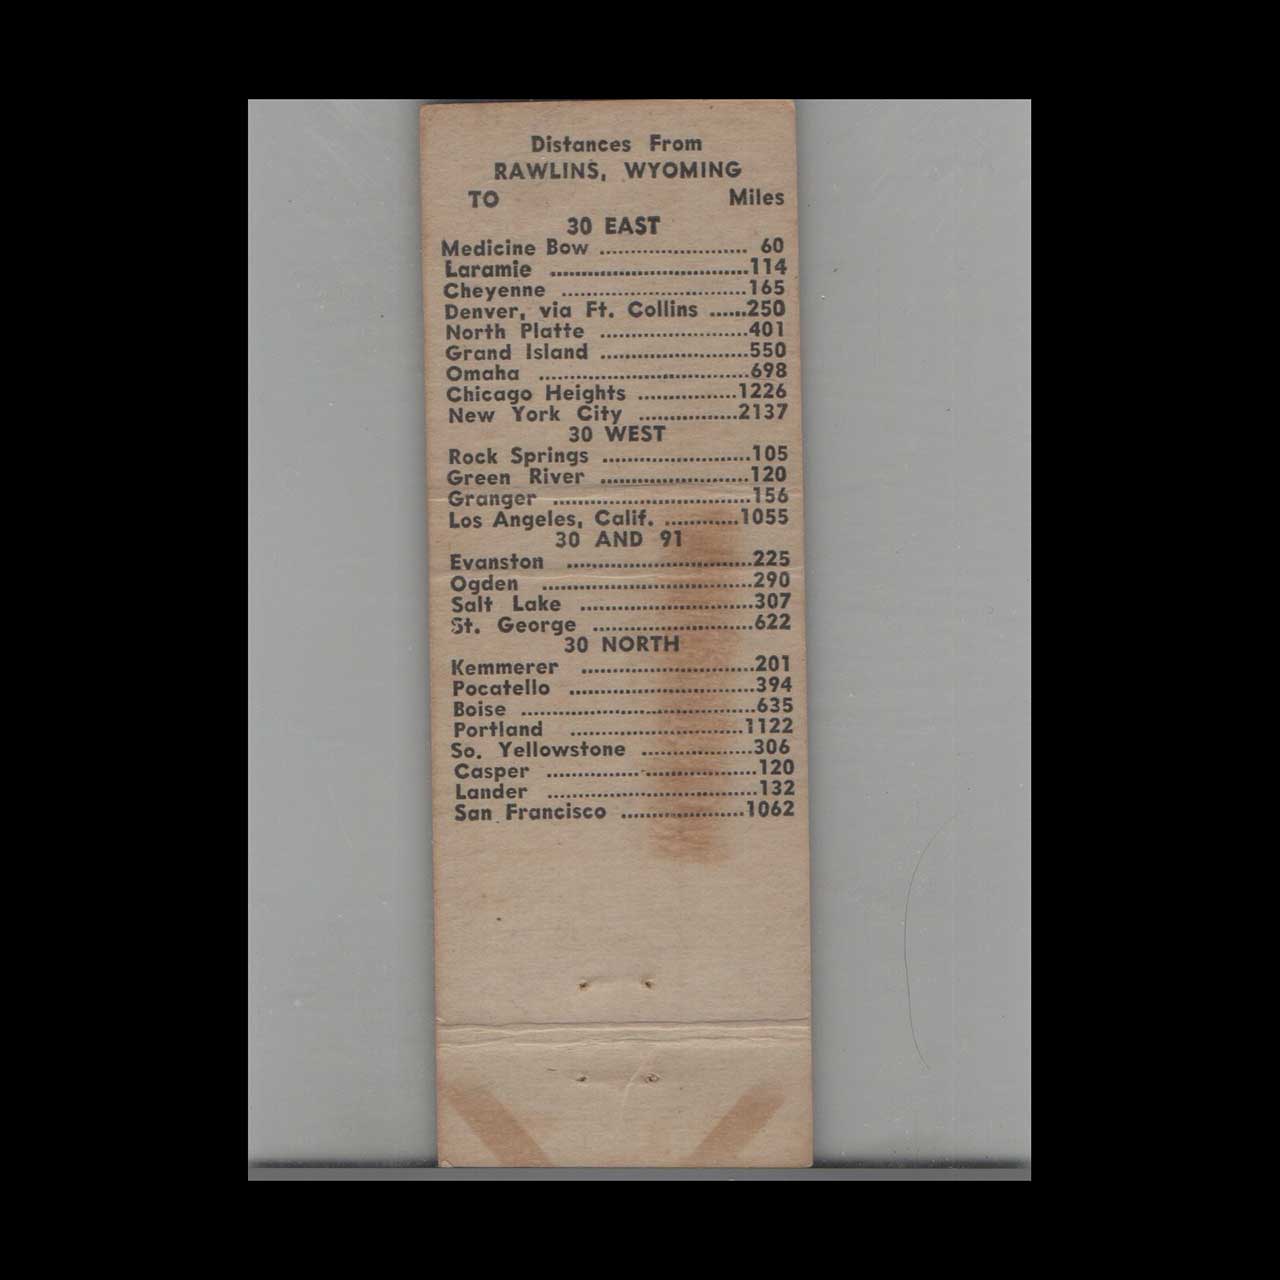 Distances From
RAWLINS, WYOMING
TO Miles
30 EAST
Medicine Bow ........................ 60
Laramie ................................114
Cheyenne ..............................165
Denver, via Ft. Collins ......250
North Platte ........................401
Grand Island ........................550
Omaha ..................................698
Chicago Heights ................1226
New York City ................2137
30 WEST
Rock Springs ........................105
Green River ........................120
Granger ................................156
Los Angeles, Calif. ............1055
30 AND 91
Evanston ..............................225
Ogden ..................................290
Salt Lake ............................307
St. George ..........................622
30 NORTH
Kemmerer ............................201
Pocatello ..............................394
Boise ......................................635
Portland ............................1122
So. Yellowstone ..................306
Casper ..................................120
Lander ..................................132
San Francisco ....................1062